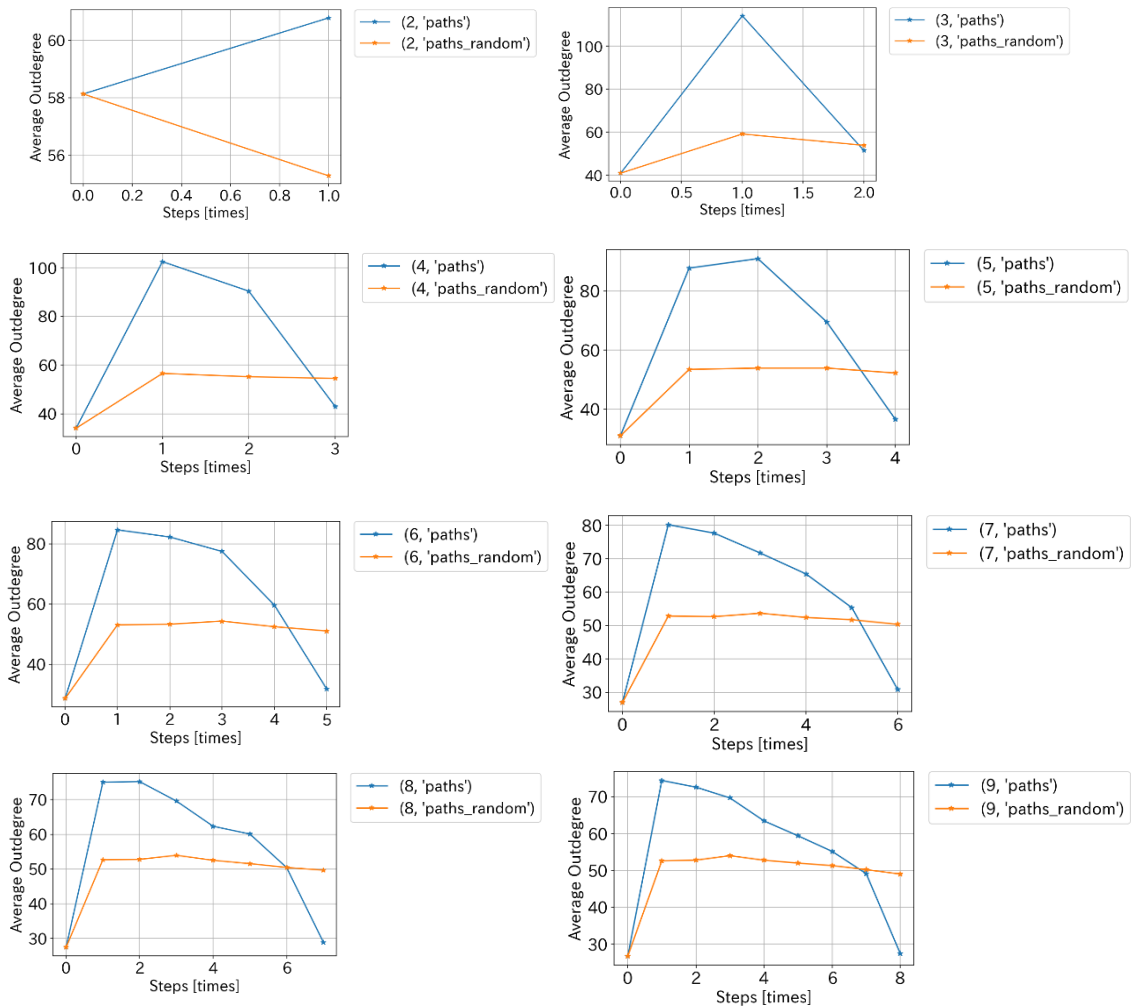 (2, 'paths')
(2, 'paths_random')
Average Outdegree
60
58
56
0.0 0.2 0.4 0.6 0.8 1.0
Steps [times]
(3, 'paths')
(3, 'paths_random')
Average Outdegree
100
80
60
40
0.0 0.5 1.0 1.5 2.0
Steps [times]
(4, 'paths')
(4, 'paths_random')
Average Outdegree
100
80
60
40
0 1 2 3
Steps [times]
(5, 'paths')
(5, 'paths_random')
Average Outdegree
80
60
40
0 1 2 3 4
Steps [times]
(6, 'paths')
(6, 'paths_random')
Average Outdegree
80
60
40
0 1 2 3 4 5
Steps [times]
(7, 'paths')
(7, 'paths_random')
Average Outdegree
80
70
60
50
40
30
0 2 4 6
Steps [times]
(8, 'paths')
(8, 'paths_random')
Average Outdegree
70
60
50
40
30
0 2 4 6
Steps [times]
(9, 'paths')
(9, 'paths_random')
Average Outdegree
70
60
50
40
30
0 2 4 6 8
Steps [times]